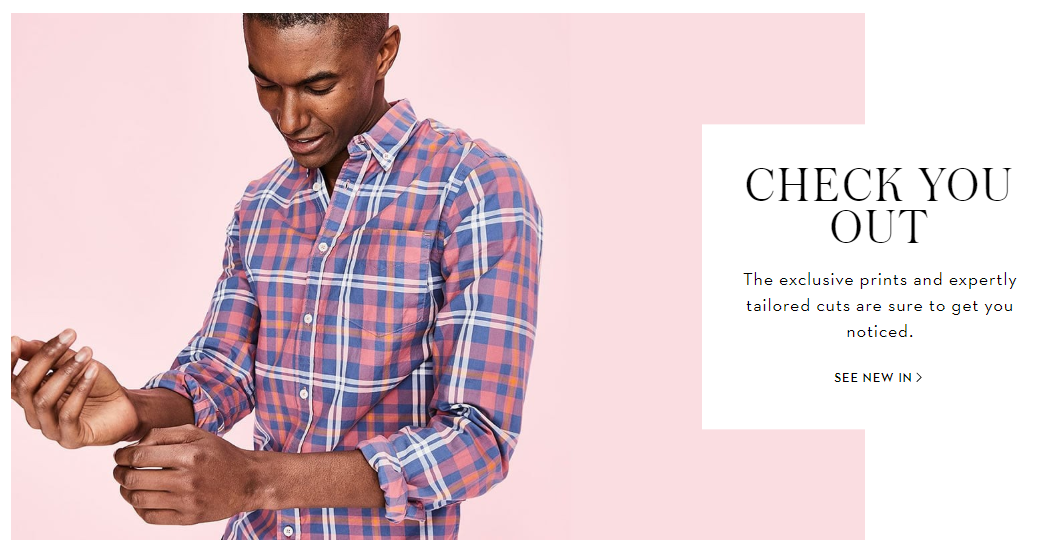 CHECK YOU
OUT
The exclusive prints and expertly
tailored cuts are sure to get you
noticed.
SEE NEW IN >